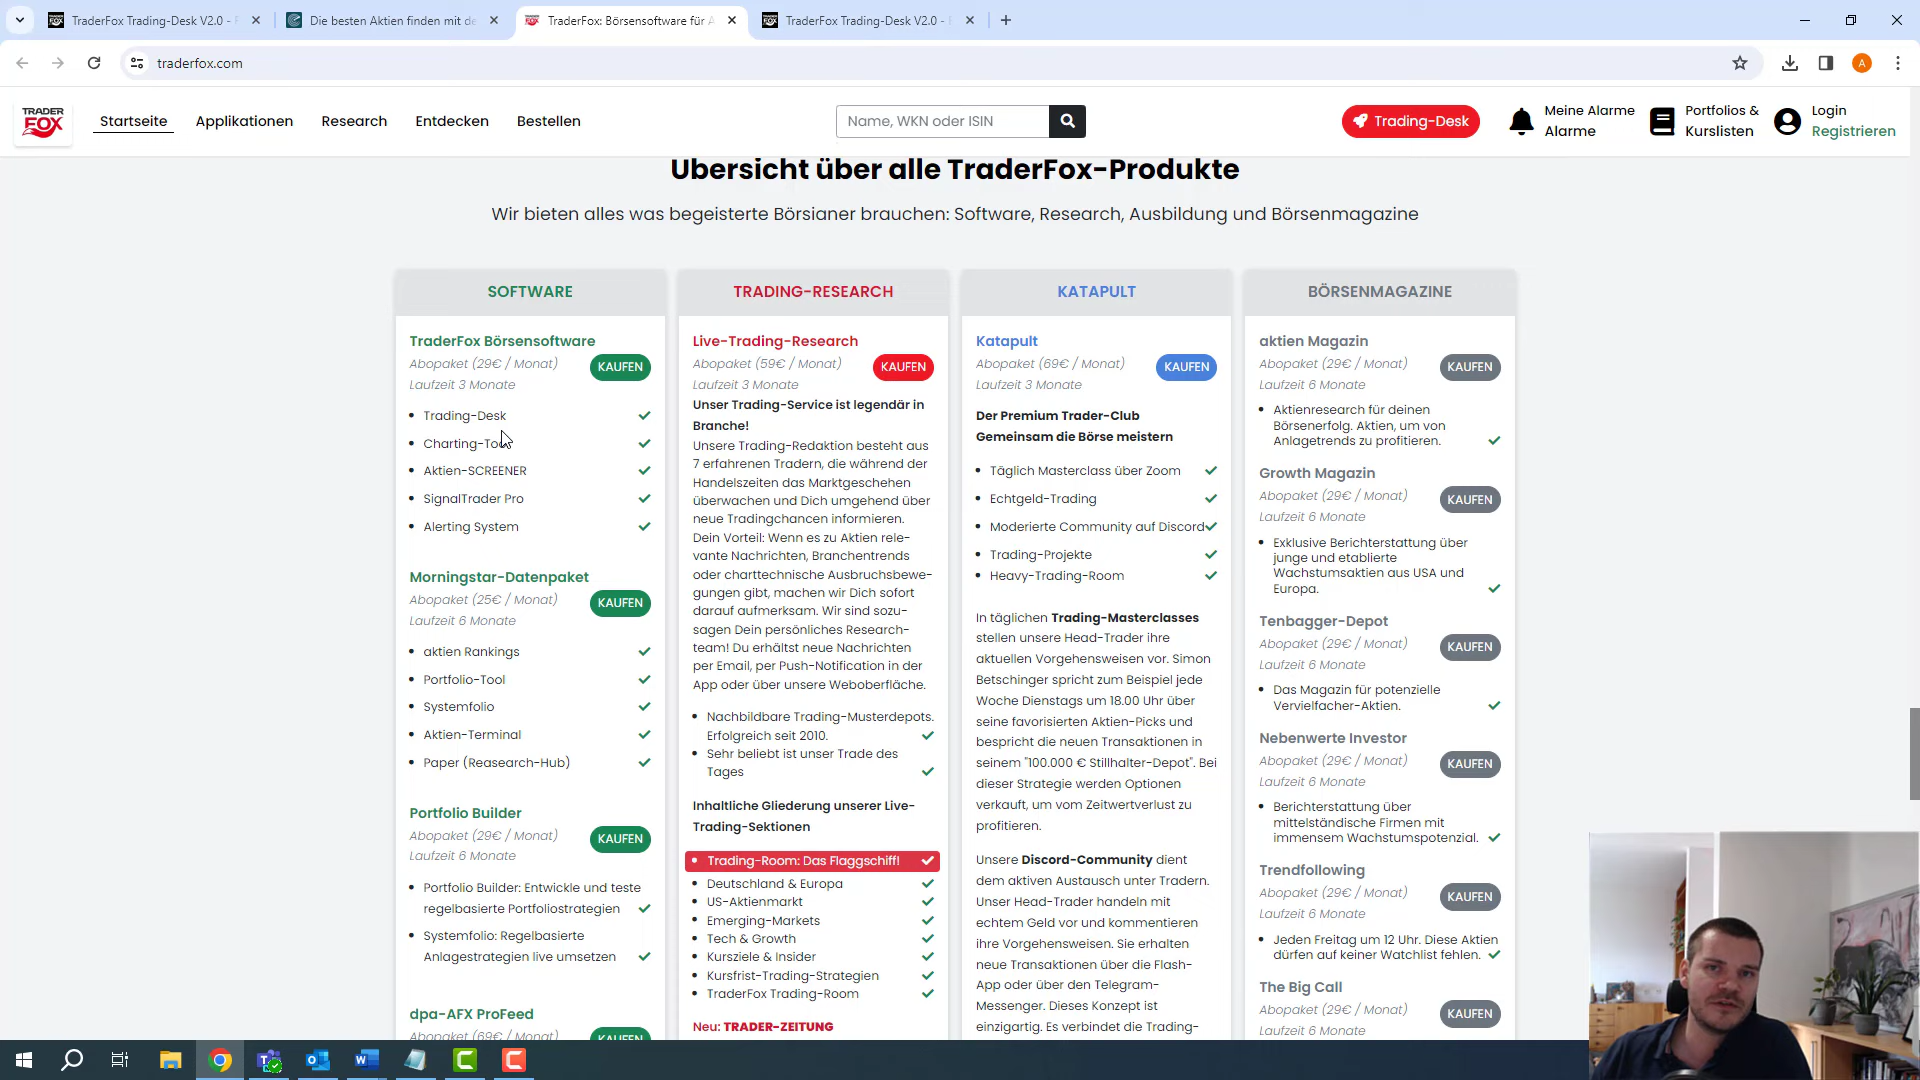 TraderFox Trading-Desk V2.0 -
Die besten Aktien finden mit de
TraderFox: Börsensoftware für A
TraderFox Trading-Desk V2.0 -
traderfox.com
A
TRADER
FOX
Startseite
Applikationen
Research
Entdecken
Bestellen
Name, WKN oder ISIN
Trading-Desk
Meine Alarme
Alarme
Portfolios &
Kurslisten
Login
Registrieren
Übersicht über alle TraderFox-Produkte
Wir bieten alles was begeisterte Börsianer brauchen: Software, Research, Ausbildung und Börsenmagazine
SOFTWARE
TraderFox Börsensoftware
Abopaket (29€ / Monat)
KAUFEN
Laufzeit 3 Monate
Trading-Desk
Charting-Tool
Aktien-SCREENER
SignalTrader Pro
Alerting System
Morningstar-Datenpaket
Abopaket (25€ / Monat)
KAUFEN
Laufzeit 6 Monate
aktien Rankings
Portfolio-Tool
Systemfolio
Aktien-Terminal
Paper (Reasearch-Hub)
Portfolio Builder
Abopaket (29€ / Monat)
KAUFEN
Laufzeit 6 Monate
Portfolio Builder: Entwickle und teste
regelbasierte Portfoliostrategien
Systemfolio: Regelbasierte
Anlagestrategien live umsetzen
dpa-AFX ProFeed
Abopaket (69€ / Monat)
KAUFEN
TRADING-RESEARCH
Live-Trading-Research
Abopaket (59€ / Monat)
KAUFEN
Laufzeit 3 Monate
Unser Trading-Service ist legendär in
Branche!
Unsere Trading-Redaktion besteht aus
7 erfahrenen Tradern, die während der
Handelszeiten das Marktgeschehen
überwachen und Dich umgehend über
neue Tradingchancen informieren.
Dein Vorteil: Wenn es zu Aktien rele-
vante Nachrichten, Branchentrends
oder charttechnische Ausbruchsbewe-
gungen gibt, machen wir Dich sofort
darauf aufmerksam. Wir sind sozu-
sagen Dein persönliches Research-
team! Du erhältst neue Nachrichten
per Email, per Push-Notification in der
App oder über unsere Weboberfläche.
Nachbildbare Trading-Musterdepots.
Erfolgreich seit 2010.
Sehr beliebt ist unser Trade des
Tages
Inhaltliche Gliederung unserer Live-
Trading-Sektionen
Trading-Room: Das Flaggschiff!
Deutschland & Europa
US-Aktienmarkt
Emerging-Markets
Tech & Growth
Kursziele & Insider
Kursfrist-Trading-Strategien
TraderFox Trading-Room
Neu: TRADER-ZEITUNG
KATAPULT
Katapult
Abopaket (69€ / Monat)
KAUFEN
Laufzeit 3 Monate
Der Premium Trader-Club
Gemeinsam die Börse meistern
Täglich Masterclass über Zoom
Echtgeld-Trading
Moderierte Community auf Discord
Trading-Projekte
Heavy-Trading-Room
In täglichen Trading-Masterclasses
stellen unsere Head-Trader ihre
aktuellen Vorgehensweisen vor. Simon
Betschinger spricht zum Beispiel jede
Woche Dienstags um 18.00 Uhr über
seine favorisierten Aktien-Picks und
bespricht die neuen Transaktionen in
seinem "100.000 € Stillhalter-Depot". Bei
dieser Strategie werden Optionen
verkauft, um vom Zeitwertverlust zu
profitieren.
Unsere Discord-Community dient
dem aktiven Austausch unter Tradern.
Unser Head-Trader handeln mit
echtem Geld vor und kommentieren
ihre Vorgehensweisen. Sie erhalten
neue Transaktionen über die Flash-
App oder über den Telegram-
Messenger. Dieses Konzept ist
einzigartig. Es verbindet die Trading-
BÖRSENMAGAZINE
aktien Magazin
Abopaket (29€ / Monat)
KAUFEN
Laufzeit 6 Monate
Aktienresearch für deinen
Börsenerfolg. Aktien, um von
Anlagetrends zu profitieren.
Growth Magazin
Abopaket (29€ / Monat)
KAUFEN
Laufzeit 6 Monate
Exklusive Berichterstattung über
junge und etablierte
Wachstumsaktien aus USA und
Europa.
Tenbagger-Depot
Abopaket (29€ / Monat)
KAUFEN
Laufzeit 6 Monate
Das Magazin für potenzielle
Vervielfacher-Aktien.
Nebenwerte Investor
Abopaket (29€ / Monat)
KAUFEN
Laufzeit 6 Monate
Berichterstattung über
mittelständische Firmen mit
immensem Wachstumspotenzial.
Trendfollowing
Abopaket (29€ / Monat)
KAUFEN
Laufzeit 6 Monate
Jeden Freitag um 12 Uhr. Diese Aktien
dürfen auf keiner Watchlist fehlen.
The Big Call
Abopaket (29€ / Monat)
KAUFEN
Laufzeit 6 Monate